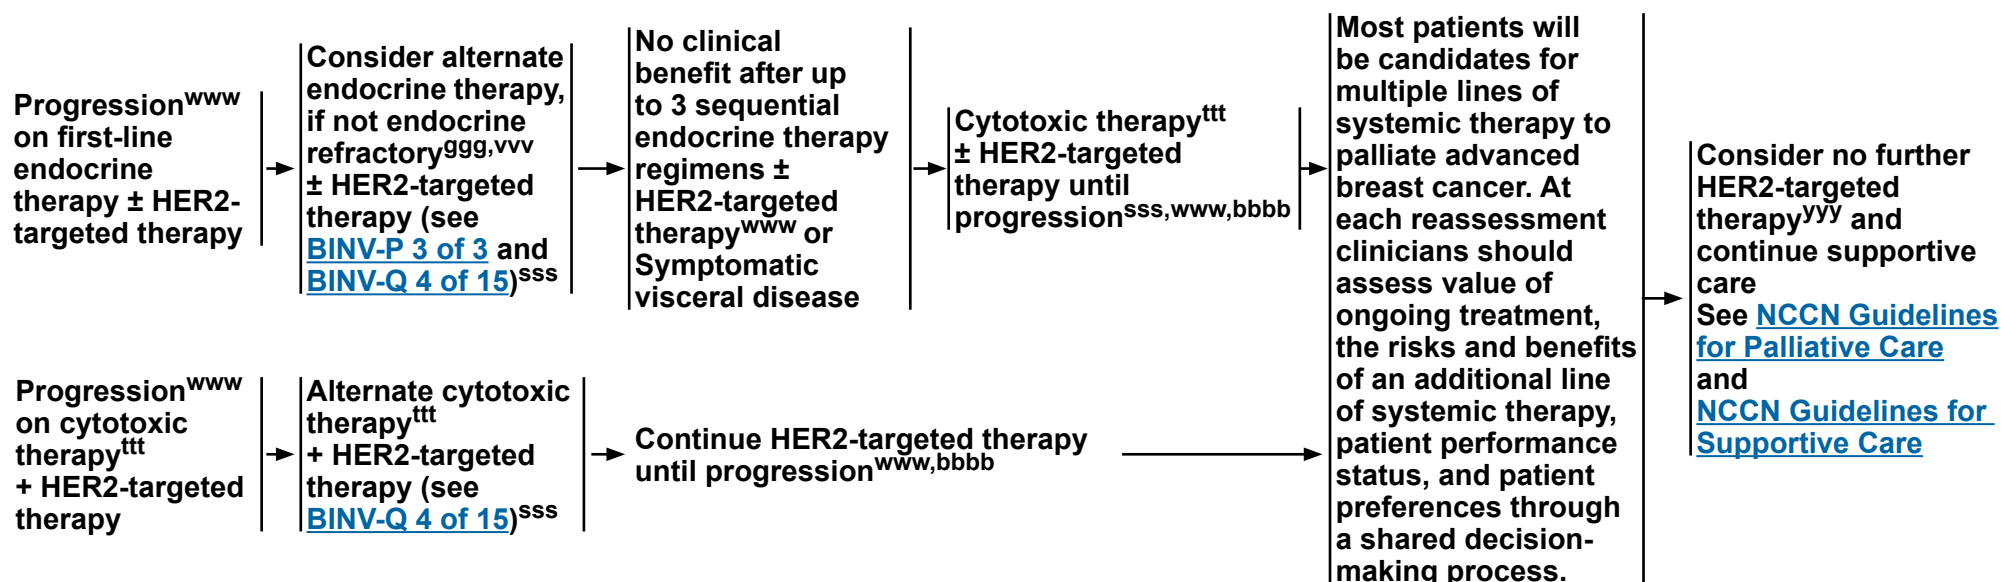 Progressionwww
on first-line
endocrine
therapy ± HER2-
targeted therapy
Consider alternate
endocrine therapy,
if not endocrine
refractoryggg,vvv
± HER2-targeted
therapy (see
BINV-P 3 of 3 and
BINV-Q 4 of 15)sss
No clinical
benefit after up
to 3 sequential
endocrine therapy
regimens ±
HER2-targeted
therapywww or
Symptomatic
visceral disease
Cytotoxic therapyttt
± HER2-targeted
therapy until
progressionsss,www,bbbb
Progressionwww
on cytotoxic
therapyttt
+ HER2-targeted
therapy
Alternate cytotoxic
therapyttt
+ HER2-targeted
therapy (see
BINV-Q 4 of 15)sss
Continue HER2-targeted therapy
until progressionwww,bbbb
Most patients will
be candidates for
multiple lines of
systemic therapy to
palliate advanced
breast cancer. At
each reassessment
clinicians should
assess value of
ongoing treatment,
the risks and benefits
of an additional line
of systemic therapy,
patient performance
status, and patient
preferences through
a shared decision-
making process.
Consider no further
HER2-targeted
therapyyyy and
continue supportive
care
See NCCN Guidelines
for Palliative Care
and
NCCN Guidelines for
Supportive Care